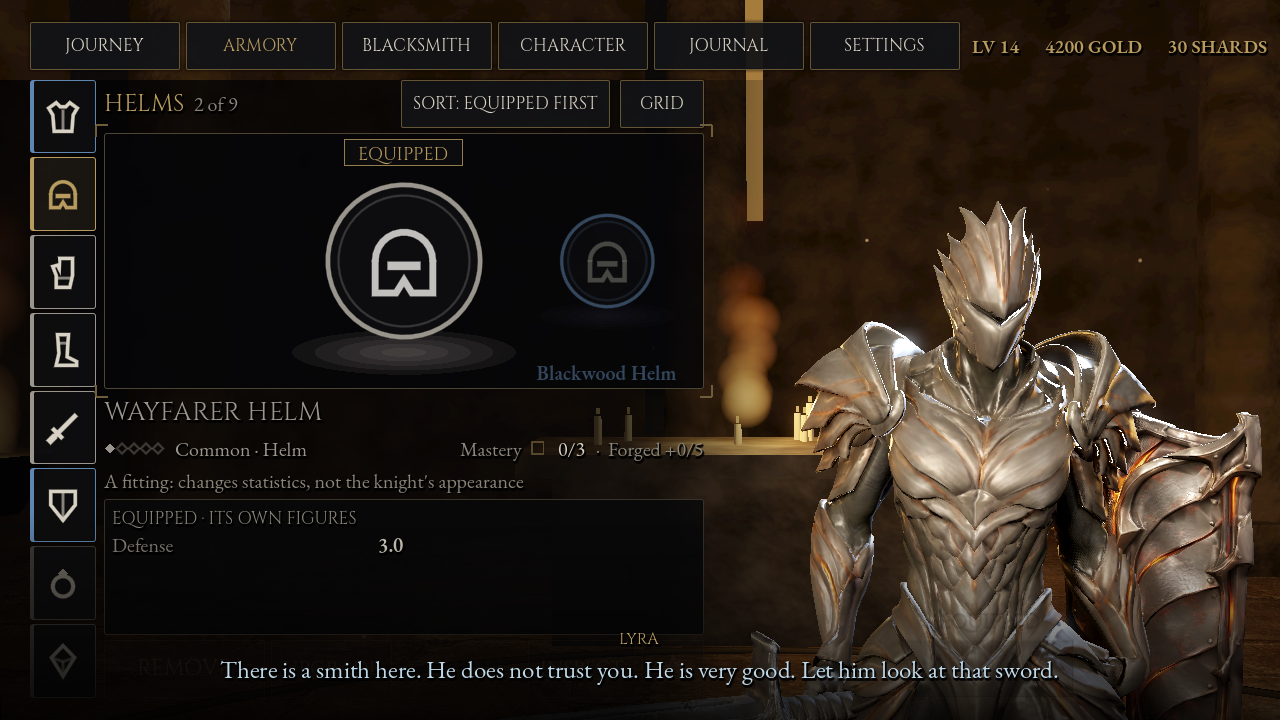 JOURNEY
ARMORY
BLACKSMITH
CHARACTER
JOURNAL
SETTINGS
LV 14
4200 GOLD
30 SHARDS
HELMS 2 of 9
SORT: EQUIPPED FIRST
GRID
EQUIPPED
Blackwood Helm
WAYFARER HELM
Common · Helm
Mastery 0/3 · Forged +0/5
A fitting: changes statistics, not the knight's appearance
EQUIPPED · ITS OWN FIGURES
Defense 3.0
LYRA
REMOVE
There is a smith here. He does not trust you. He is very good. Let him look at that sword.